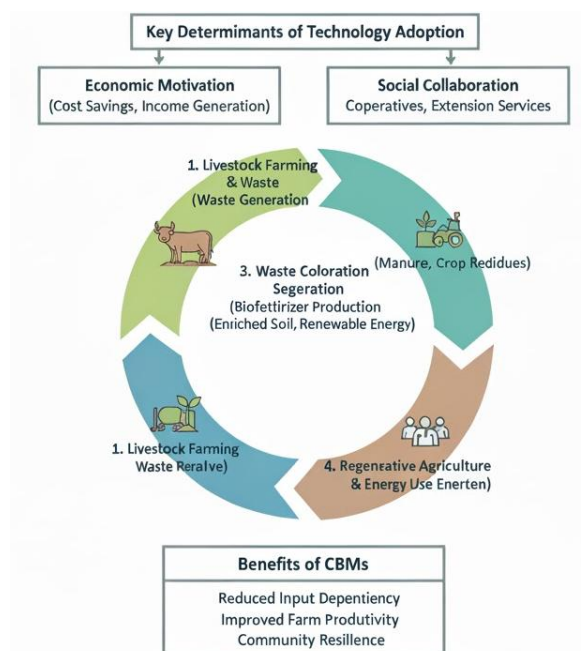 Key Determimants of Technology Adoption
Economic Motivation
(Cost Savings, Income Generation)
Social Collaboration
Coperatives, Extension Services
1. Livestock Farming
& Waste
(Waste Generation
(Manure, Crop Redidues)
3. Waste Coloration
Segeration
(Biofettirizer Production
(Enriched Soil, Renewable Energy)
1. Livestock Farming
Waste Reralve)
4. Regeneative Agriculture
& Energy Use Enerten)
Benefits of CBMs
Reduced Input Depentiency
Improved Farm Produtivity
Community Resillence